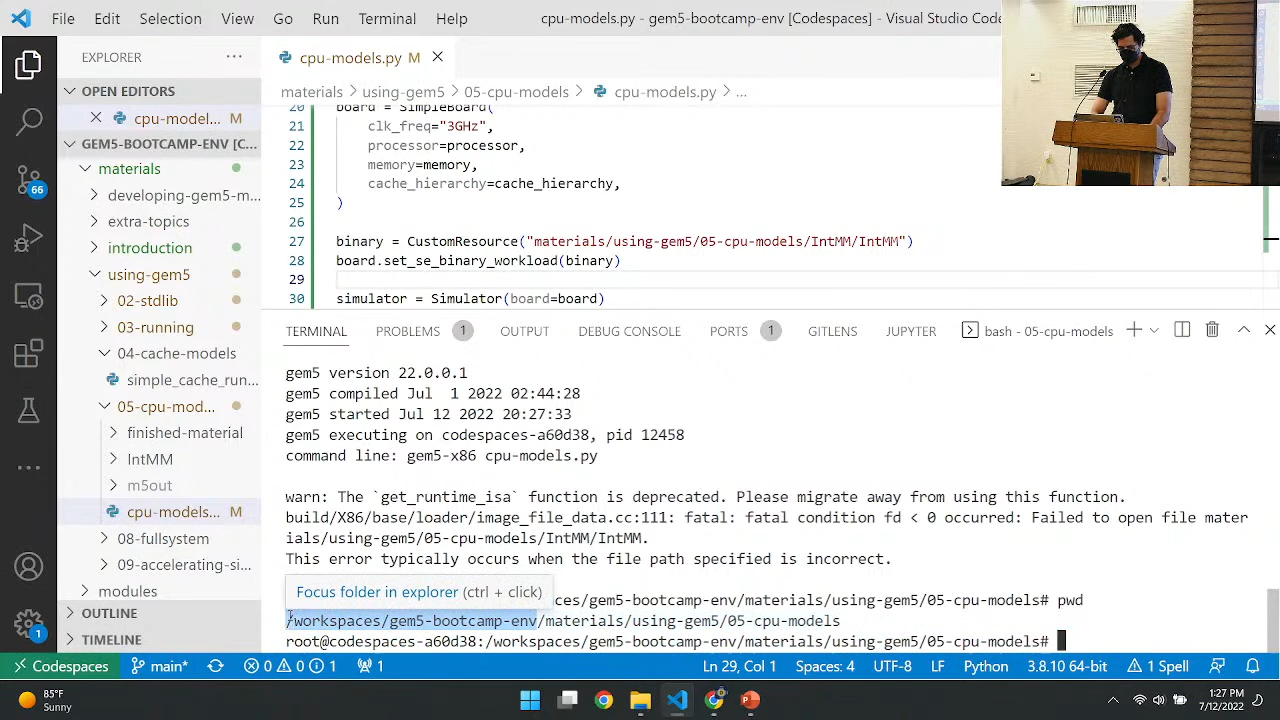 File Edit Selection View Go Run Terminal Help cpu-models.py - gem5-bootcamp-env [Codespaces] - Visual Studio Code
EXPLORER ...
OPEN EDITORS
cpu-model... M
GEM5-BOOTCAMP-ENV [C...
materials
developing-gem5-m...
extra-topics
introduction
using-gem5
02-stdlib
03-running
04-cache-models
simple_cache_run...
05-cpu-mod...
finished-material
IntMM
m5out
cpu-models... M
08-fullsystem
09-accelerating-si...
modules
OUTLINE
TIMELINE
66
1
cpu-models.py M
materials > using-gem5 > 05-cpu-models > cpu-models.py > ...
20 board = SimpleBoard(
21 clk_freq="3GHz",
22 processor=processor,
23 memory=memory,
24 cache_hierarchy=cache_hierarchy,
25 )
26
27 binary = CustomResource("materials/using-gem5/05-cpu-models/IntMM/IntMM")
28 board.set_se_binary_workload(binary)
29
30 simulator = Simulator(board=board)
TERMINAL PROBLEMS 1 OUTPUT DEBUG CONSOLE PORTS 1 GITLENS JUPYTER bash - 05-cpu-models
gem5 version 22.0.0.1
gem5 compiled Jul 1 2022 02:44:28
gem5 started Jul 12 2022 20:27:33
gem5 executing on codespaces-a60d38, pid 12458
command line: gem5-x86 cpu-models.py
warn: The `get_runtime_isa` function is deprecated. Please migrate away from using this function.
build/X86/base/loader/image_file_data.cc:111: fatal: fatal condition fd < 0 occurred: Failed to open file mater
ials/using-gem5/05-cpu-models/IntMM/IntMM.
This error typically occurs when the file path specified is incorrect.
Focus folder in explorer (ctrl + click)
ces/gem5-bootcamp-env/materials/using-gem5/05-cpu-models# pwd
/workspaces/gem5-bootcamp-env/materials/using-gem5/05-cpu-models
root@codespaces-a60d38:/workspaces/gem5-bootcamp-env/materials/using-gem5/05-cpu-models#
Codespaces main* 0 0 1 1 Ln 29, Col 1 Spaces: 4 UTF-8 LF Python 3.8.10 64-bit 1 Spell
85°F
Sunny
1:27 PM
7/12/2022